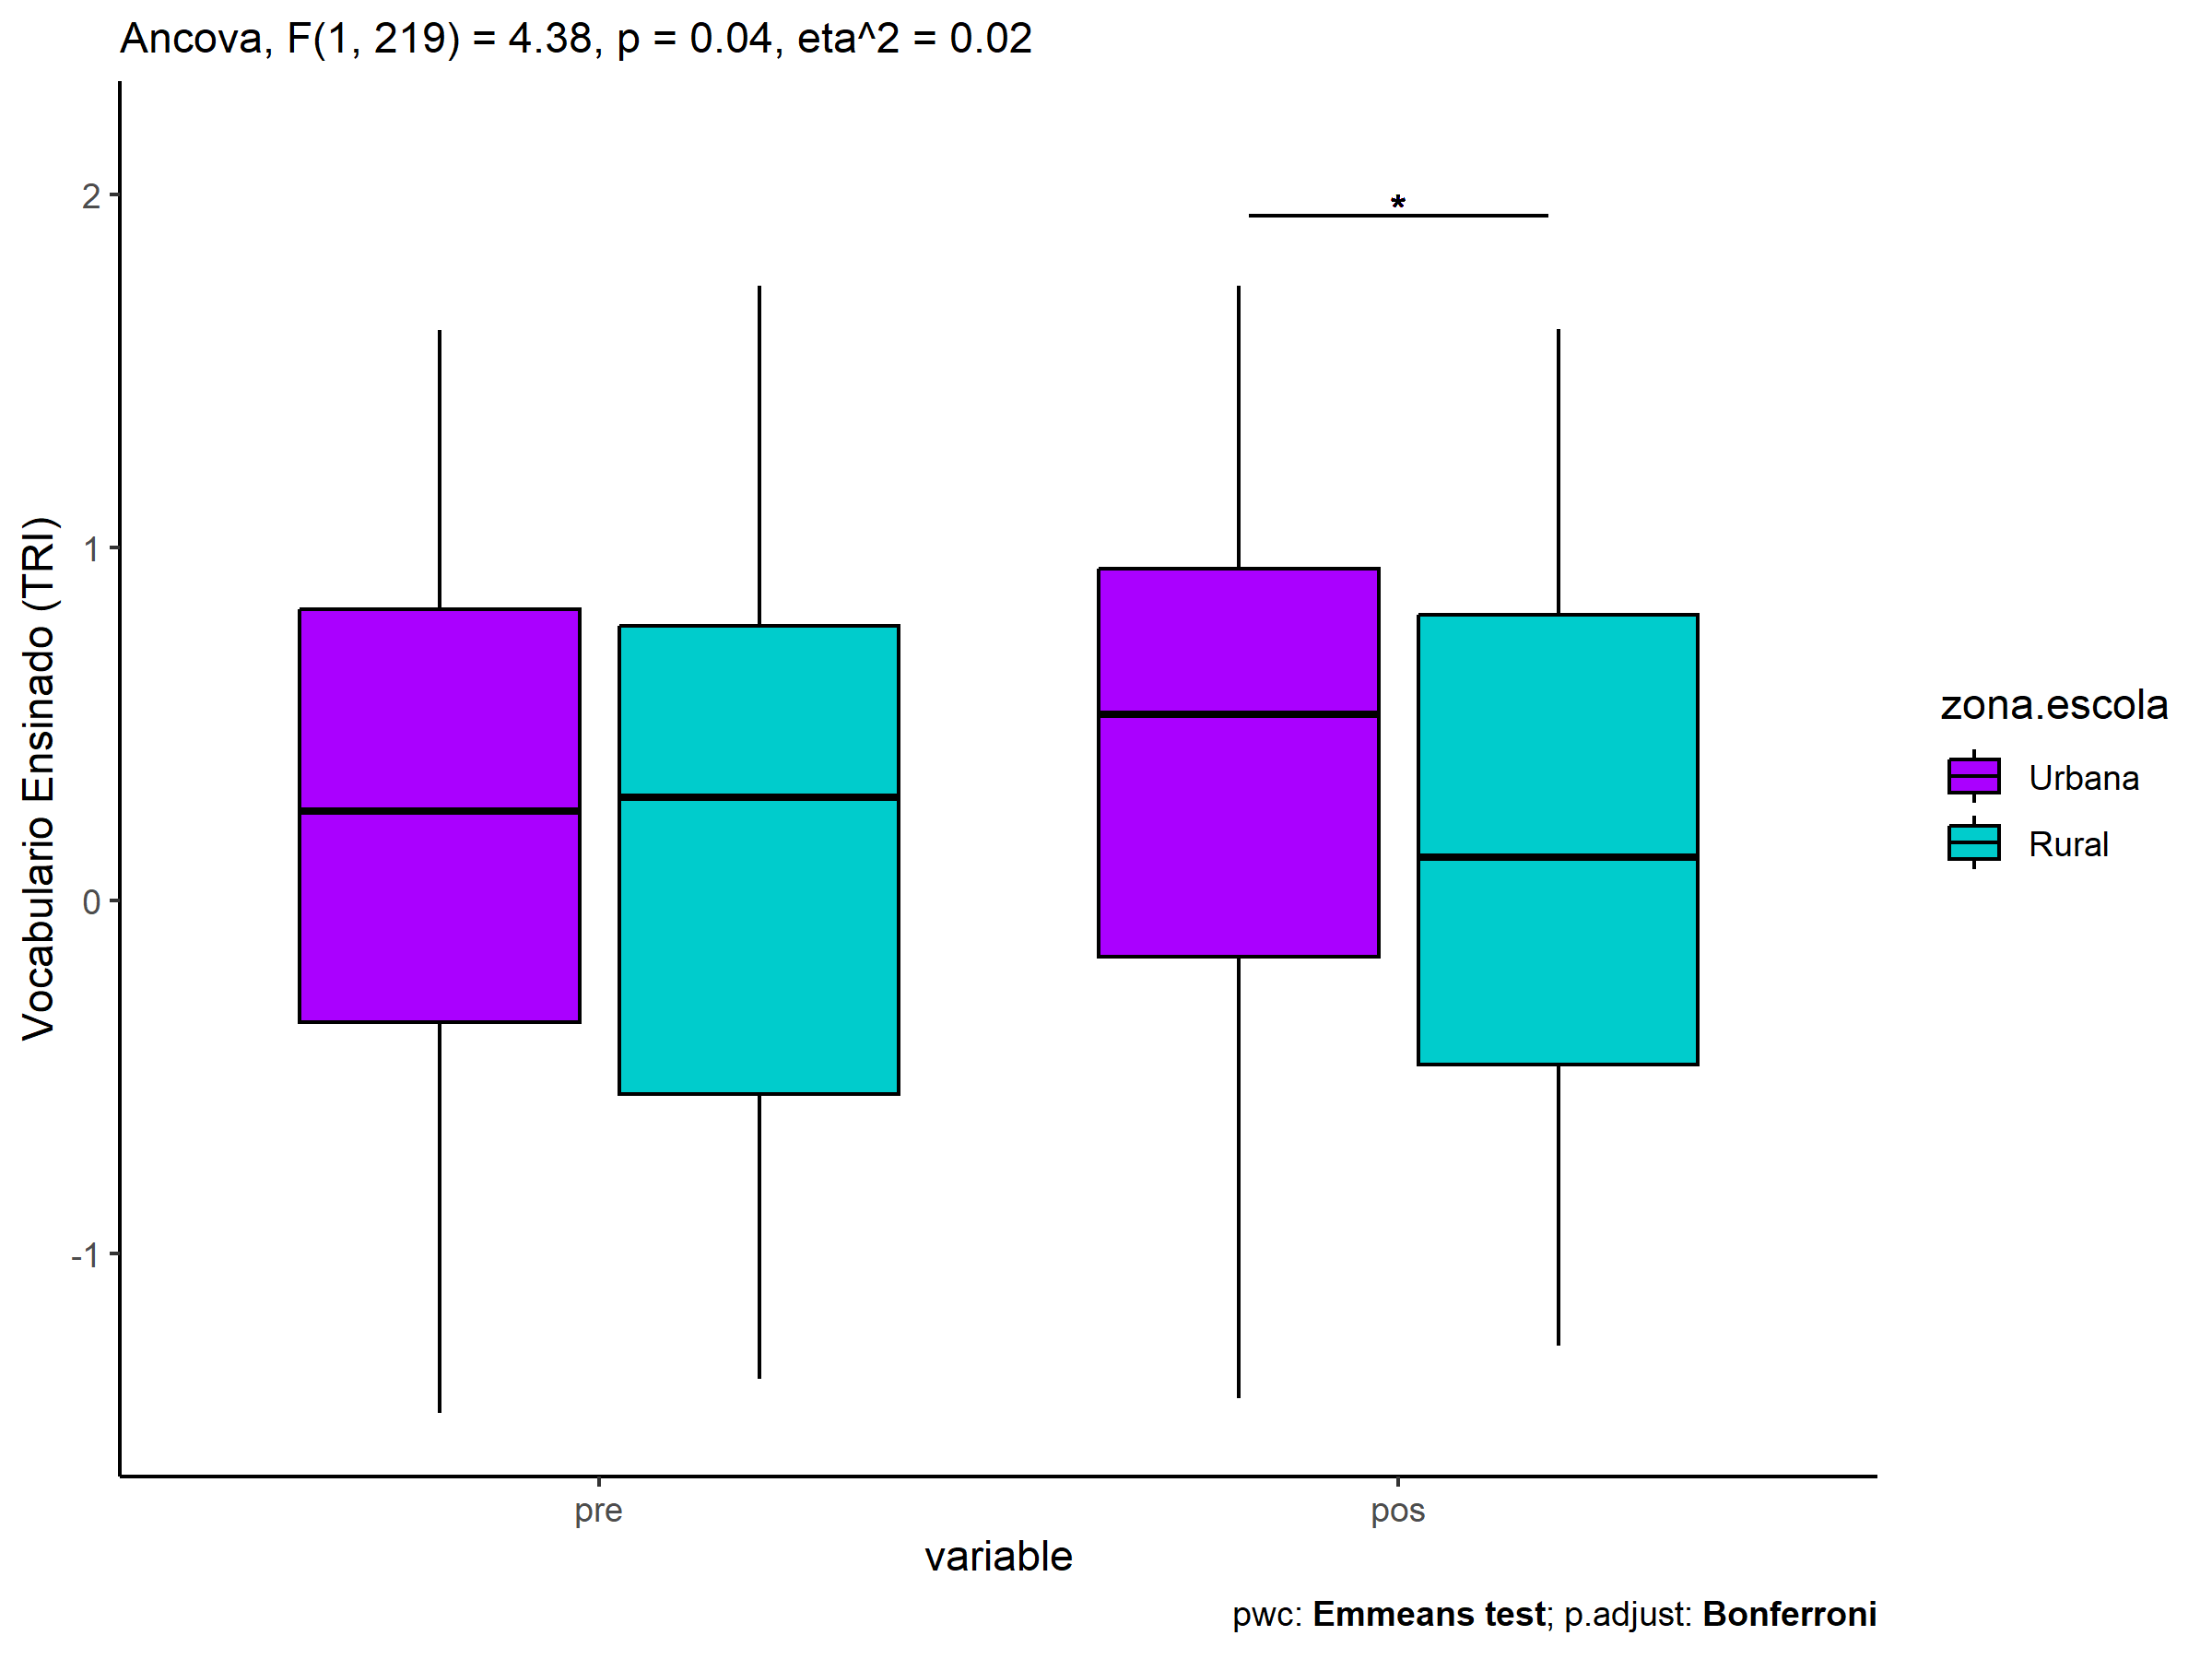 Ancova, F(1, 219) = 4.38, p = 0.04, eta^2 = 0.02
Vocabulario Ensinado (TRI)
2
1
0
-1
*
pre
pos
variable
zona.escola
Urbana
Rural
pwc: Emmeans test; p.adjust: Bonferroni